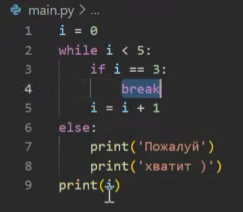 main.py > ...
1 i = 0
2 while i < 5:
3 if i == 3:
4 break
5 i = i + 1
6 else:
7 print('Пожалуй')
8 print('хватит )')
9 print(i)